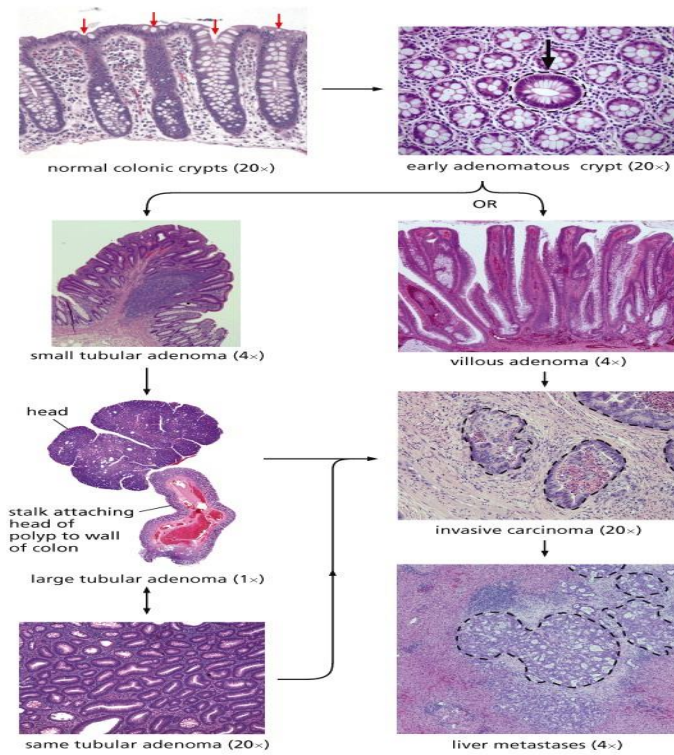 normal colonic crypts (20×)
early adenomatous crypt (20×)
OR
small tubular adenoma (4×)
villous adenoma (4×)
head
stalk attaching
head of
polyp to wall
of colon
large tubular adenoma (1×)
invasive carcinoma (20×)
same tubular adenoma (20×)
liver metastases (4×)